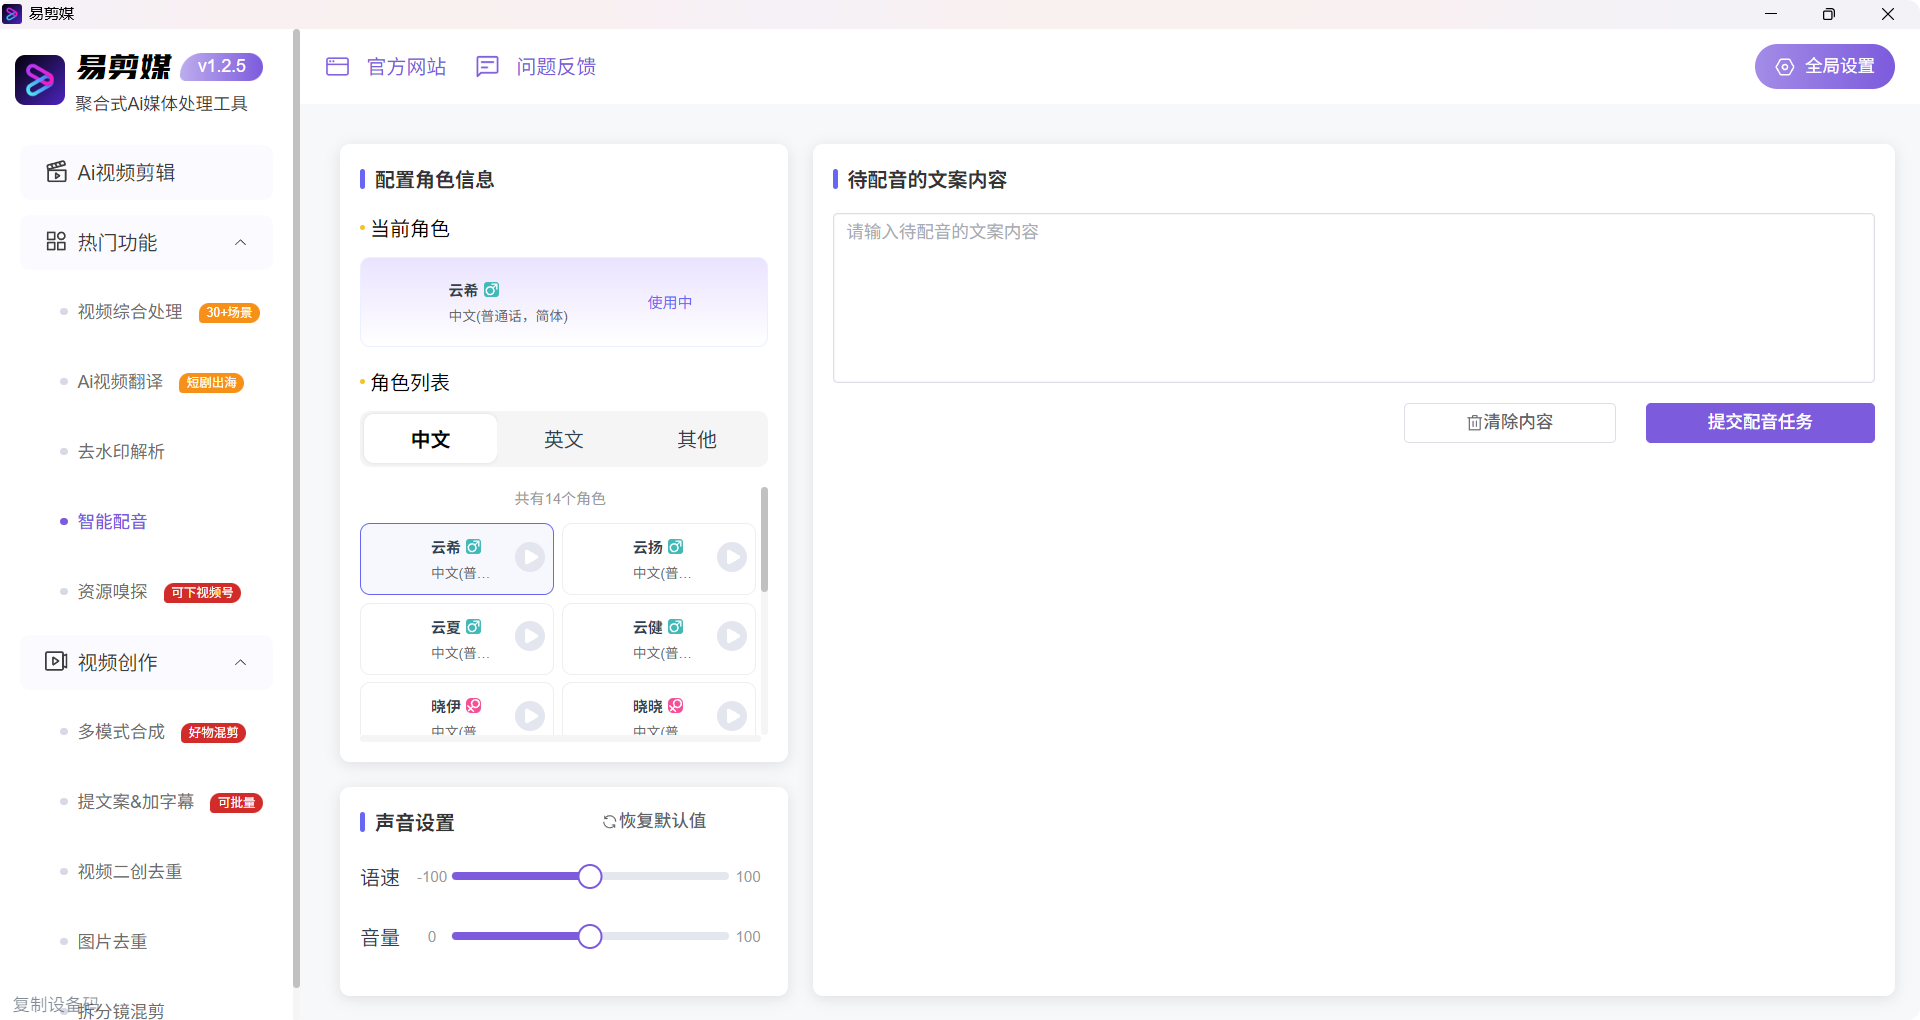 易剪媒
易剪媒 v1.2.5
聚合式Ai媒体处理工具
Ai视频剪辑
热门功能
视频综合处理 30+场景
Ai视频翻译 短剧出海
去水印解析
智能配音
资源嗅探 可下视频号
视频创作
多模式合成 好物混剪
提文案&加字幕 可批量
视频二创去重
图片去重
复制设备码
拆分镜混剪
官方网站 问题反馈 全局设置
配置角色信息
当前角色
云希
中文(普通话，简体)
使用中
角色列表
中文 英文 其他
共有14个角色
云希
中文(普...
云扬
中文(普...
云夏
中文(普...
云健
中文(普...
晓伊
中文(普
晓晓
中文(普
声音设置 恢复默认值
语速 -100 100
音量 0 100
待配音的文案内容
请输入待配音的文案内容
清除内容 提交配音任务